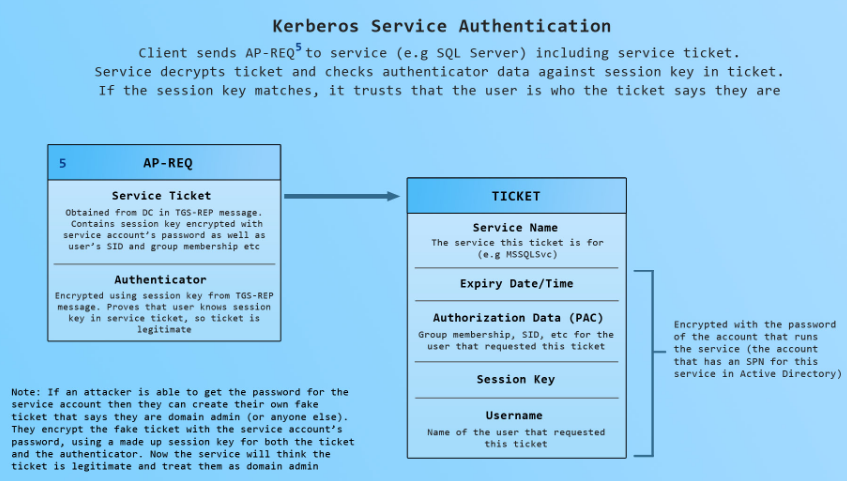 Kerberos Service Authentication
Client sends AP-REQ5 to service (e.g SQL Server) including service ticket.
Service decrypts ticket and checks authenticator data against session key in ticket.
If the session key matches, it trusts that the user is who the ticket says they are
5 AP-REQ
Service Ticket
Obtained from DC in TGS-REP message.
Contains session key encrypted with
service account's password as well as
user's SID and group membership etc
Authenticator
Encrypted using session key from TGS-REP
message. Proves that user knows session
key in service ticket, so ticket is
legitimate
TICKET
Service Name
The service this ticket is for
(e.g MSSQLSvc)
Expiry Date/Time
Authorization Data (PAC)
Group membership, SID, etc for the
user that requested this ticket
Session Key
Username
Name of the user that requested
this ticket
Encrypted with the password
of the account that runs
the service (the account
that has an SPN for this
service in Active Directory)
Note: If an attacker is able to get the password for the
service account then they can create their own fake
ticket that says they are domain admin (or anyone else).
They encrypt the fake ticket with the service account's
password, using a made up session key for both the ticket
and the authenticator. Now the service will think the
ticket is legitimate and treat them as domain admin